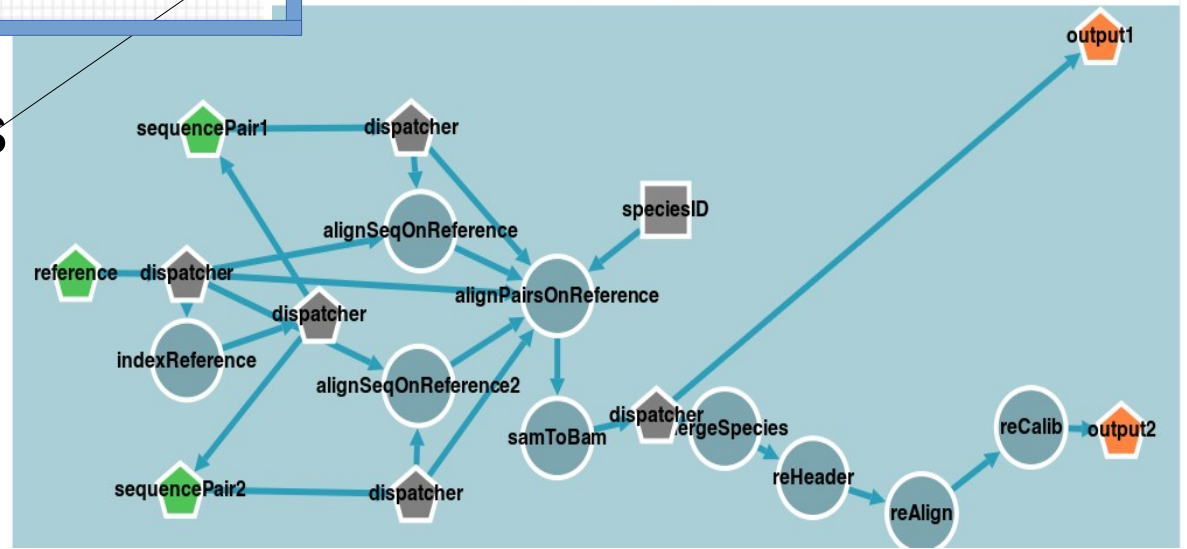 output1
sequencePair1
dispatcher
speciesID
alignSeqOnReference
reference
dispatcher
alignPairsOnReference
dispatcher
indexReference
alignSeqOnReference2
samToBam
dispatcher
ergeSpecies
reCalib
output2
reHeader
sequencePair2
dispatcher
reAlign